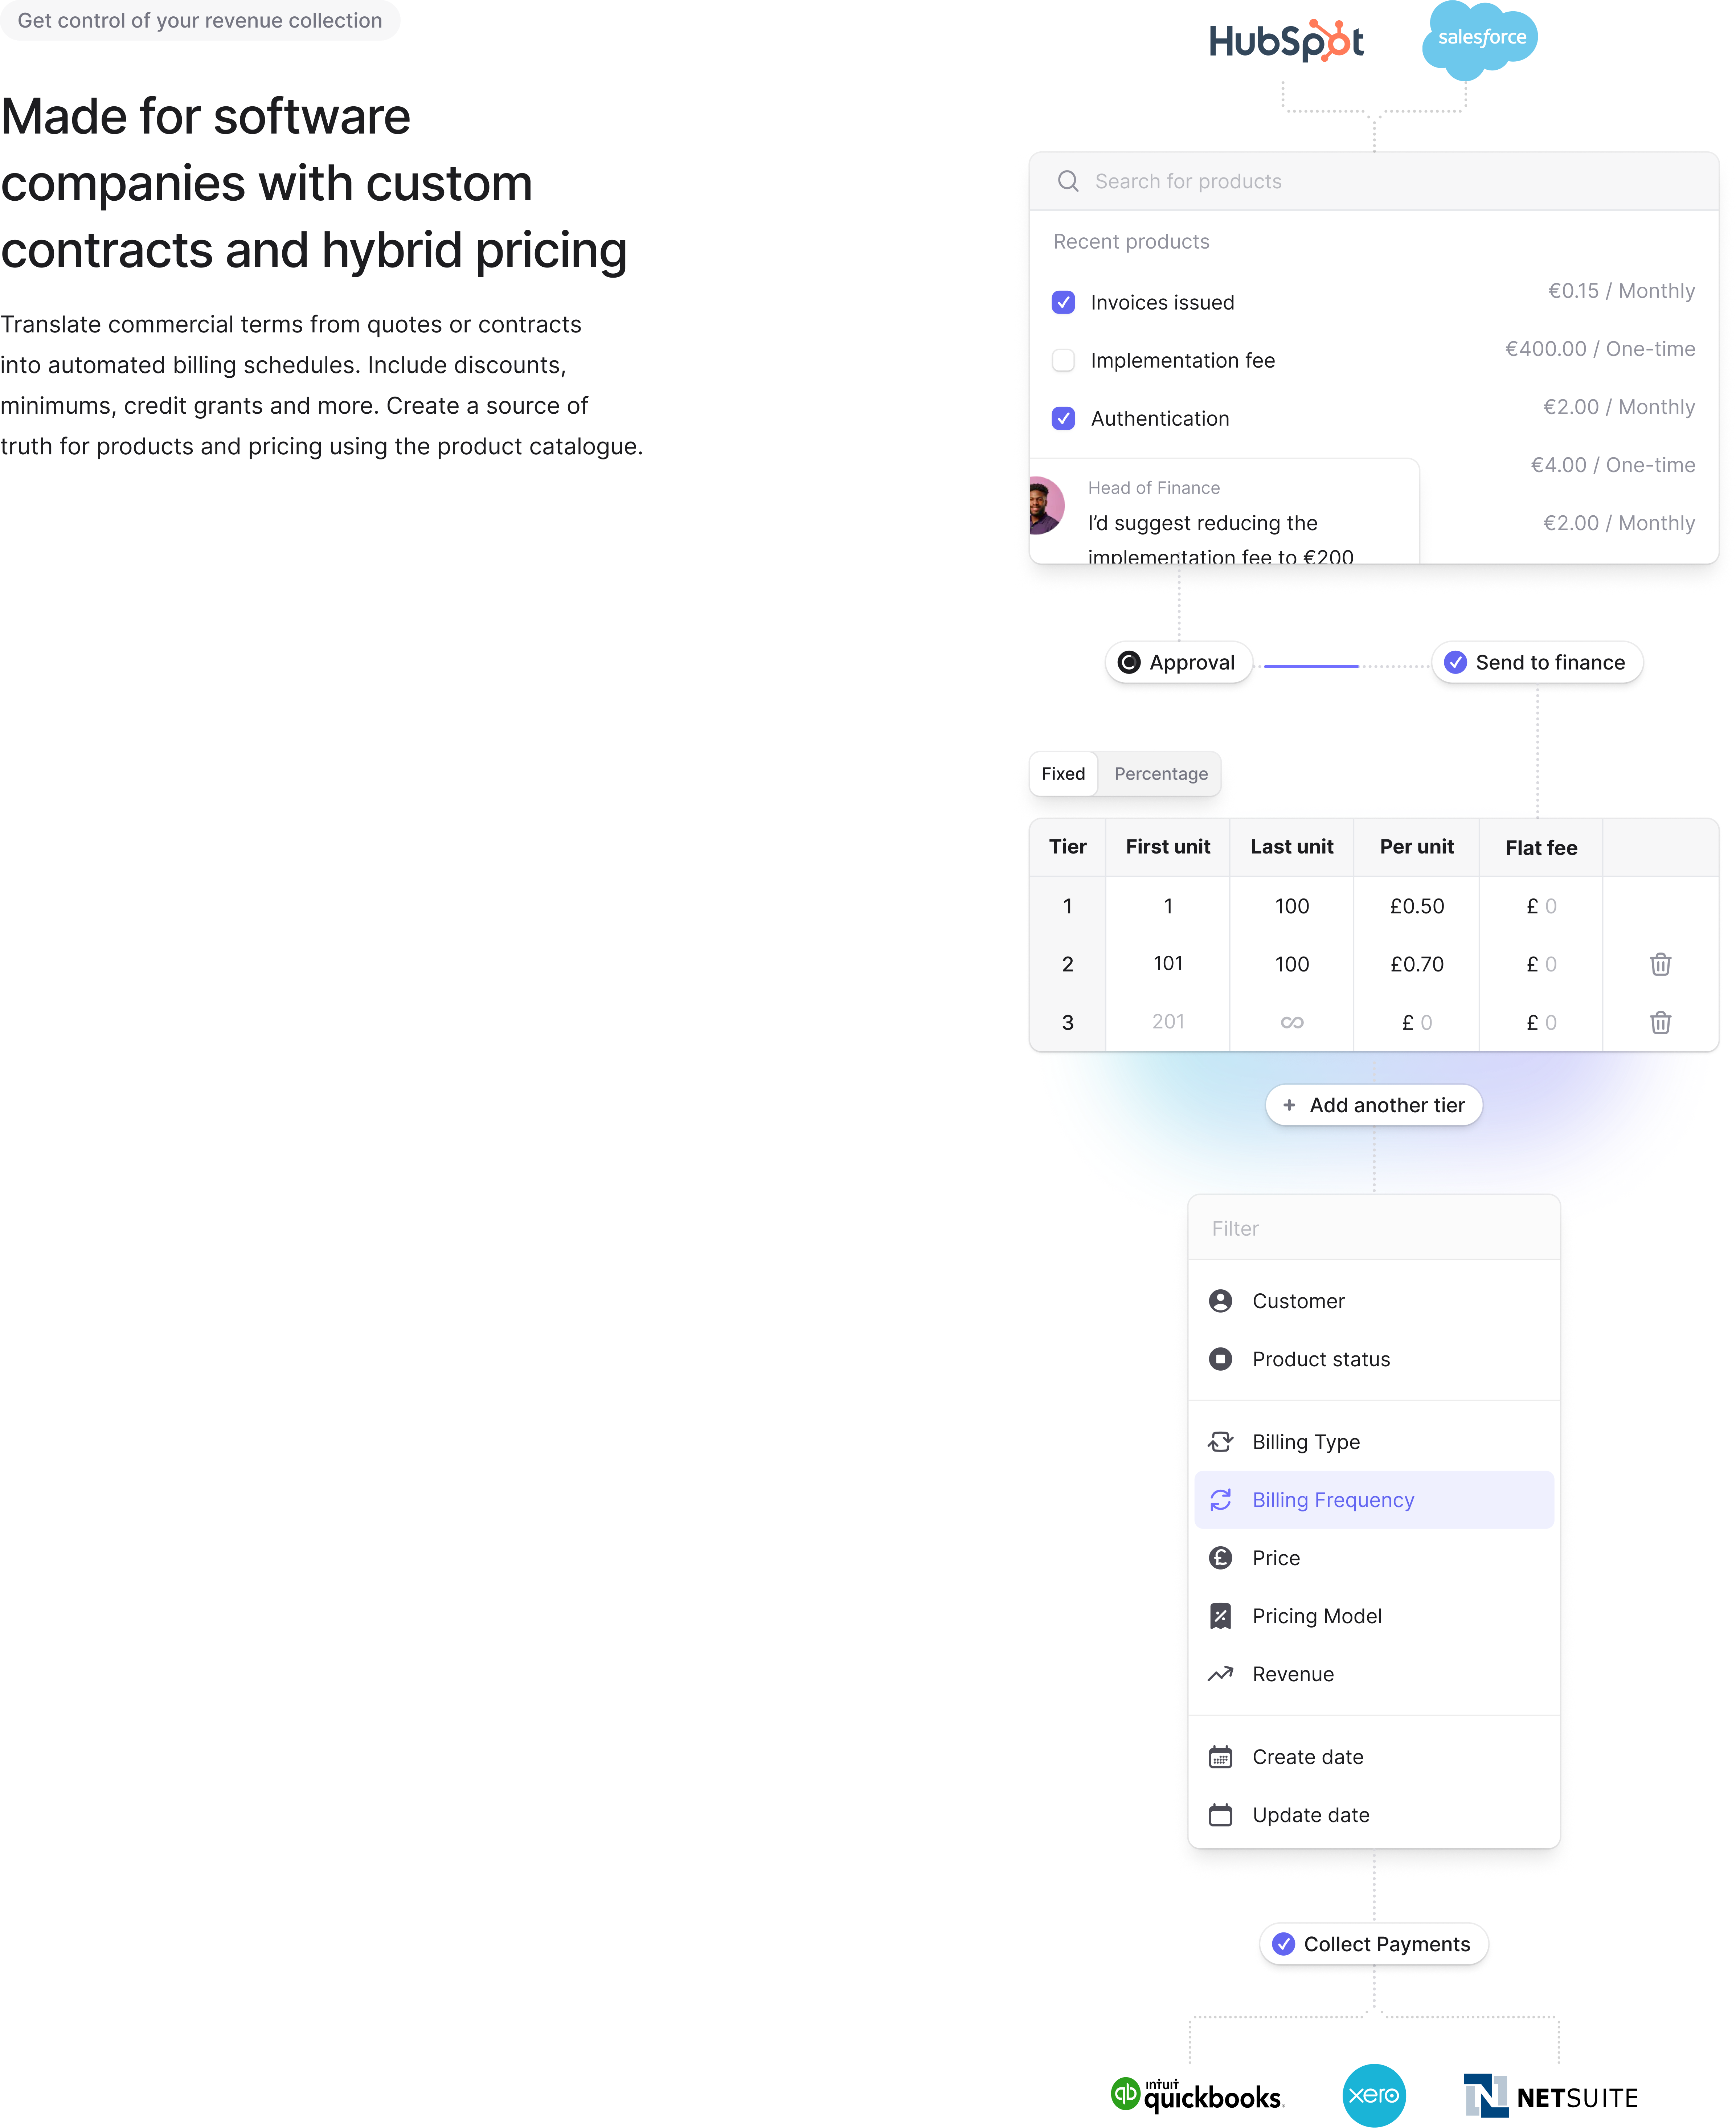 Get control of your revenue collection
Made for software
companies with custom
contracts and hybrid pricing
Translate commercial terms from quotes or contracts
into automated billing schedules. Include discounts,
minimums, credit grants and more. Create a source of
truth for products and pricing using the product catalogue.
HubSpot salesforce
Search for products
Recent products
Invoices issued €0.15 / Monthly
Implementation fee €400.00 / One-time
Authentication €2.00 / Monthly
€4.00 / One-time
€2.00 / Monthly
Head of Finance
I’d suggest reducing the
implementation fee to €200
Approval Send to finance
Fixed Percentage
Tier First unit Last unit Per unit Flat fee
1 1 100 £0.50 £ 0
2 101 100 £0.70 £ 0
3 201 ∞ £ 0 £ 0
+ Add another tier
Filter
Customer
Product status
Billing Type
Billing Frequency
£ Price
Pricing Model
Revenue
Create date
Update date
Collect Payments
qb intuit quickbooks. xero N NETSUITE